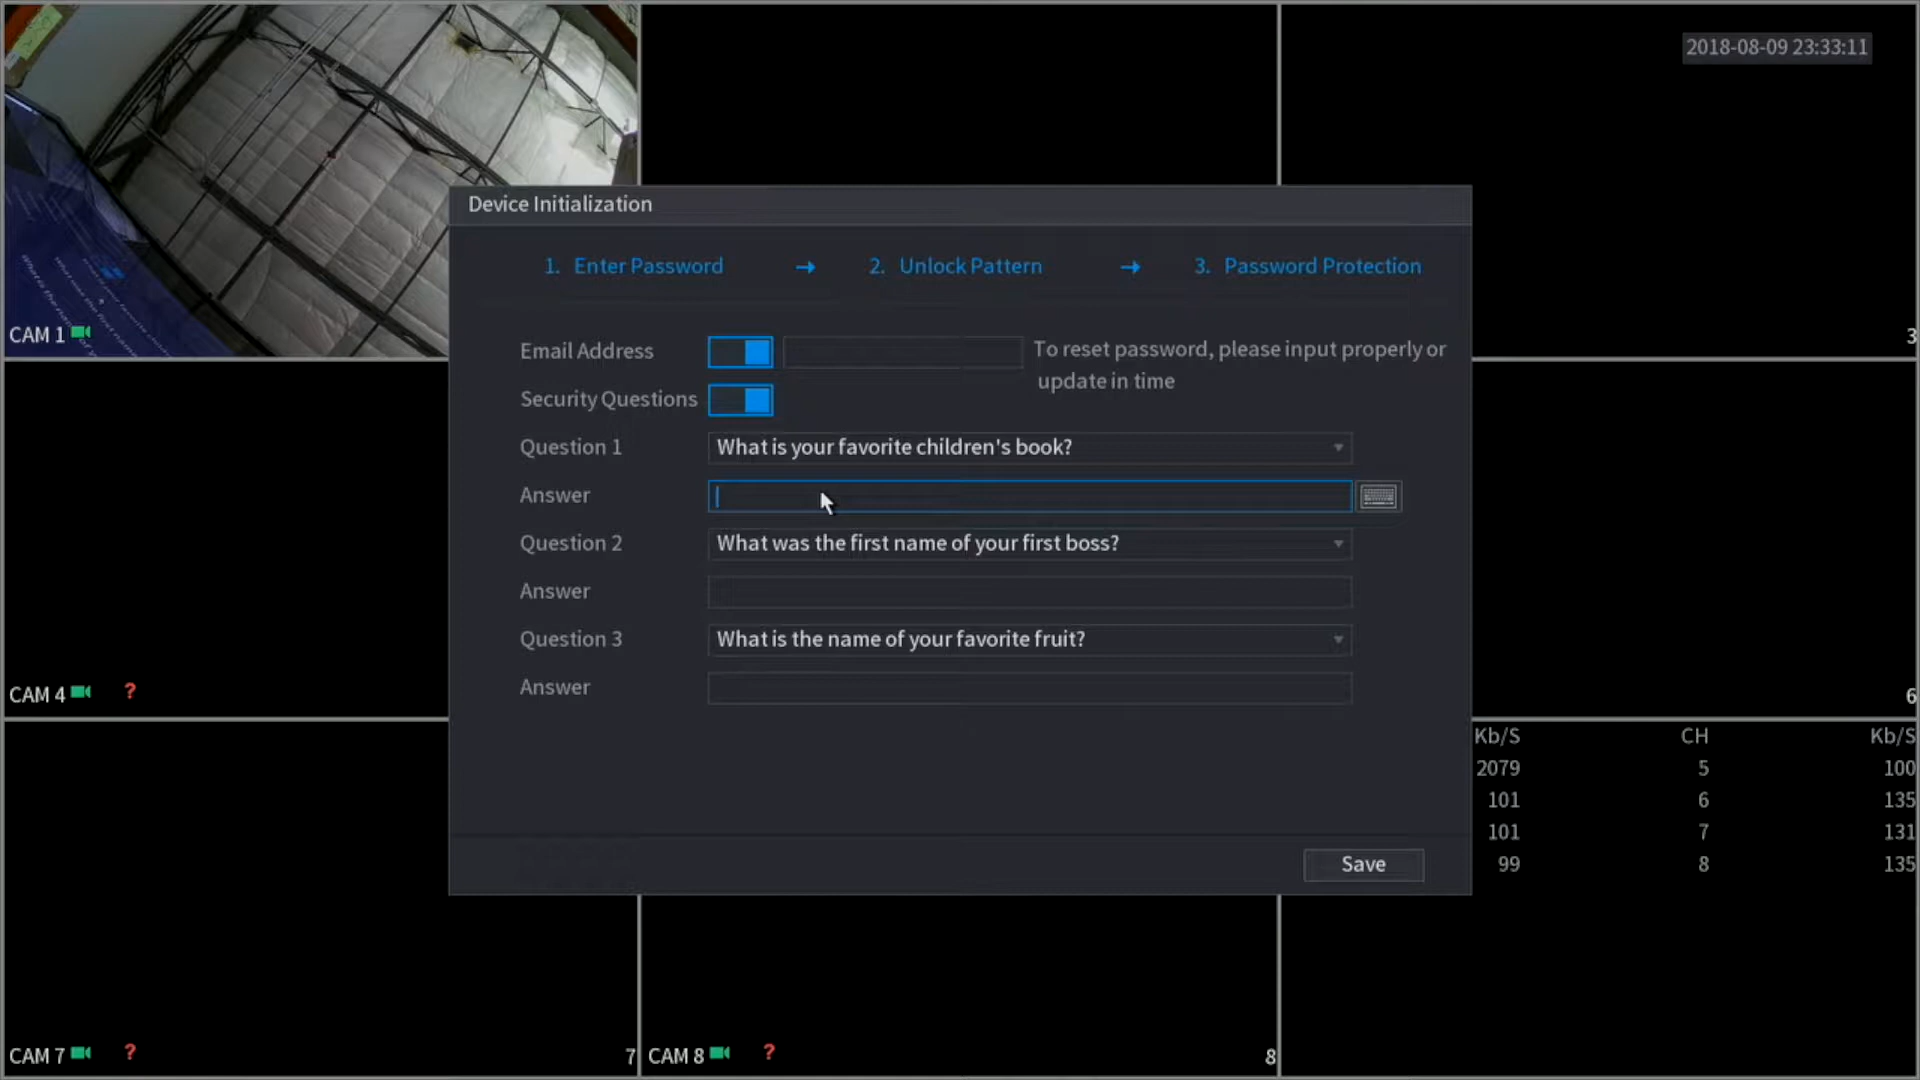 2018-08-09 23:33:11
Device Initialization
1. Enter Password → 2. Unlock Pattern → 3. Password Protection
CAM 1
3
Email Address
To reset password, please input properly or
update in time
Security Questions
Question 1 What is your favorite children's book?
Answer
Question 2 What was the first name of your first boss?
Answer
Question 3 What is the name of your favorite fruit?
Answer
CAM 4 ?
6
Kb/S CH Kb/S
2079 5 100
101 6 135
101 7 131
99 8 135
Save
CAM 7 ? 7
CAM 8 ? 8